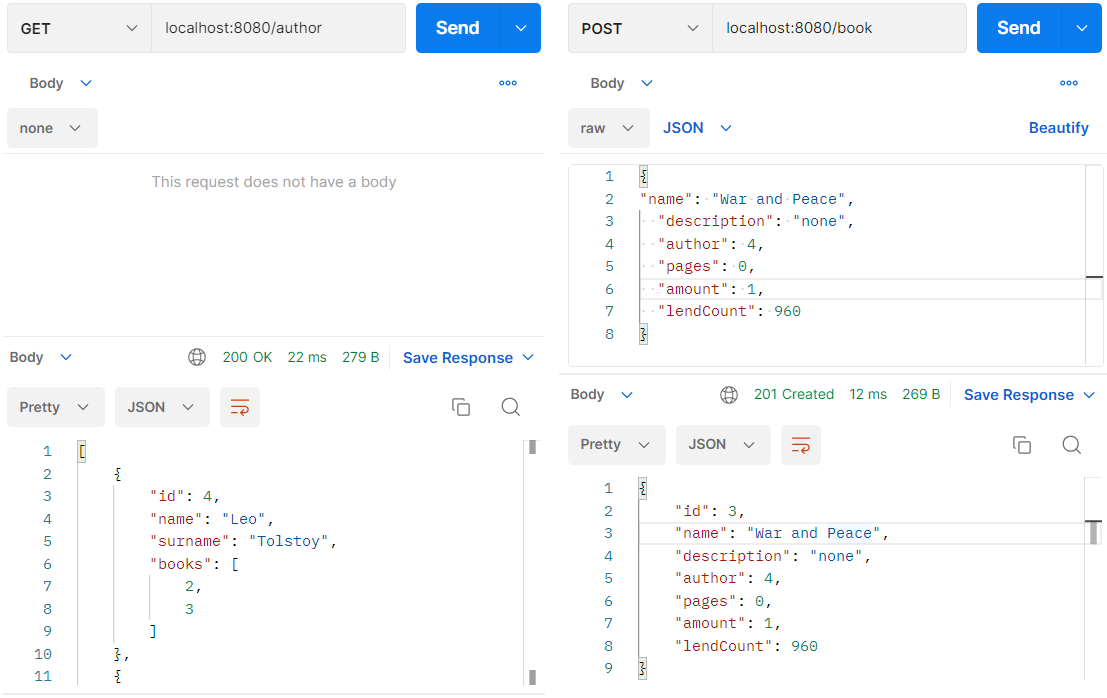 GET localhost:8080/author Send
Body
none
This request does not have a body
Body 200 OK 22 ms 279 B Save Response
Pretty JSON
1 [
2 {
3 "id": 4,
4 "name": "Leo",
5 "surname": "Tolstoy",
6 "books": [
7 2,
8 3
9 ]
10 },
11 {
POST localhost:8080/book Send
Body
raw JSON Beautify
1 {
2 "name": "War and Peace",
3 "description": "none",
4 "author": 4,
5 "pages": 0,
6 "amount": 1,
7 "lendCount": 960
8 }
Body 201 Created 12 ms 269 B Save Response
Pretty JSON
1 {
2 "id": 3,
3 "name": "War and Peace",
4 "description": "none",
5 "author": 4,
6 "pages": 0,
7 "amount": 1,
8 "lendCount": 960
9 }